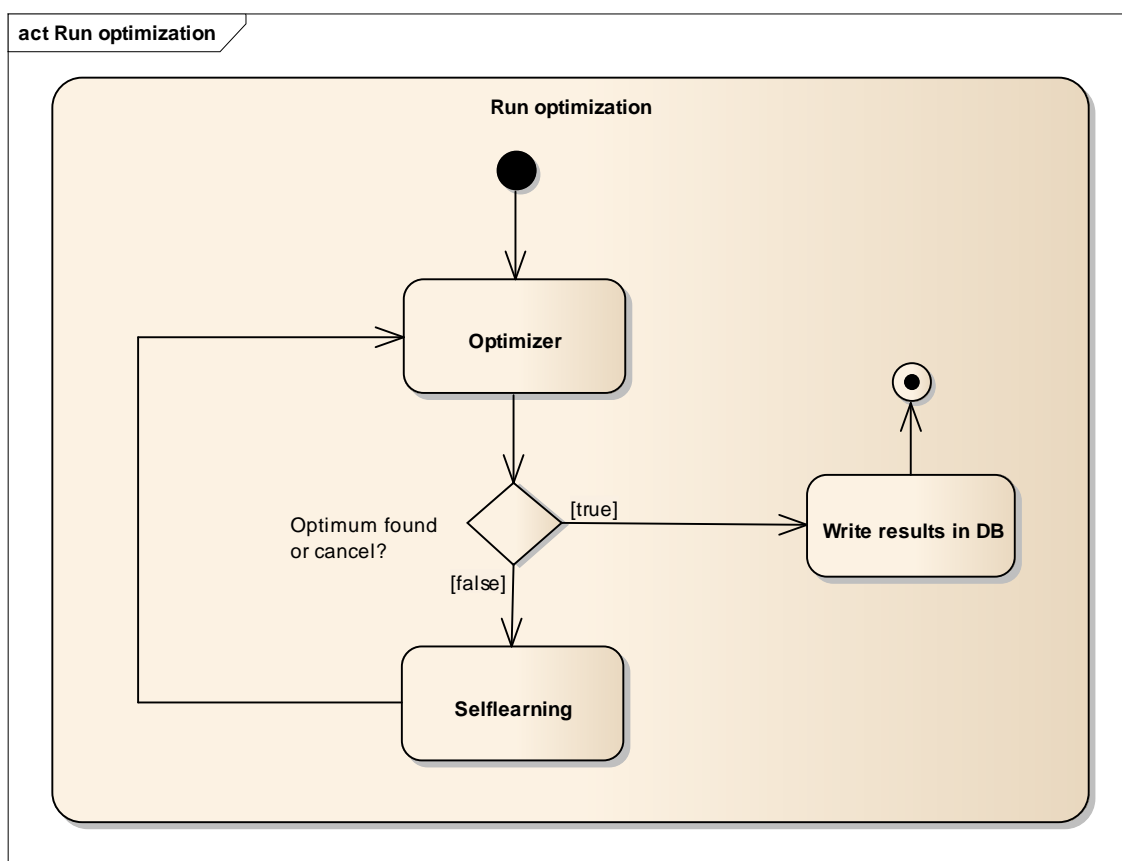 act Run optimization
Run optimization
Optimizer
Optimum found
or cancel?
[true]
Write results in DB
[false]
Selflearning